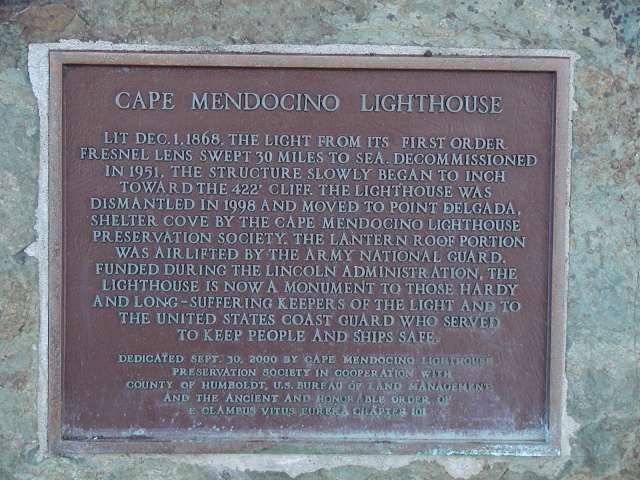 CAPE MENDOCINO LIGHTHOUSE
LIT DEC. 1, 1868. THE LIGHT FROM ITS FIRST ORDER
FRESNEL LENS SWEPT 30 MILES TO SEA. DECOMMISSIONED
IN 1951, THE STRUCTURE SLOWLY BEGAN TO INCH
TOWARD THE 422' CLIFF. THE LIGHTHOUSE WAS
DISMANTLED IN 1998 AND MOVED TO POINT DELGADA,
SHELTER COVE BY THE CAPE MENDOCINO LIGHTHOUSE
PRESERVATION SOCIETY. THE LANTERN ROOF PORTION
WAS AIRLIFTED BY THE ARMY NATIONAL GUARD.
FUNDED DURING THE LINCOLN ADMINISTRATION, THE
LIGHTHOUSE IS NOW A MONUMENT TO THOSE HARDY
AND LONG-SUFFERING KEEPERS OF THE LIGHT AND TO
THE UNITED STATES COAST GUARD WHO SERVED
TO KEEP PEOPLE AND SHIPS SAFE.
DEDICATED SEPT. 30, 2000 BY CAPE MENDOCINO LIGHTHOUSE
PRESERVATION SOCIETY IN COOPERATION WITH
COUNTY OF HUMBOLDT, U.S. BUREAU OF LAND MANAGEMENT
AND THE ANCIENT AND HONORABLE ORDER OF
E CLAMPUS VITUS EUREKA CHAPTER 101